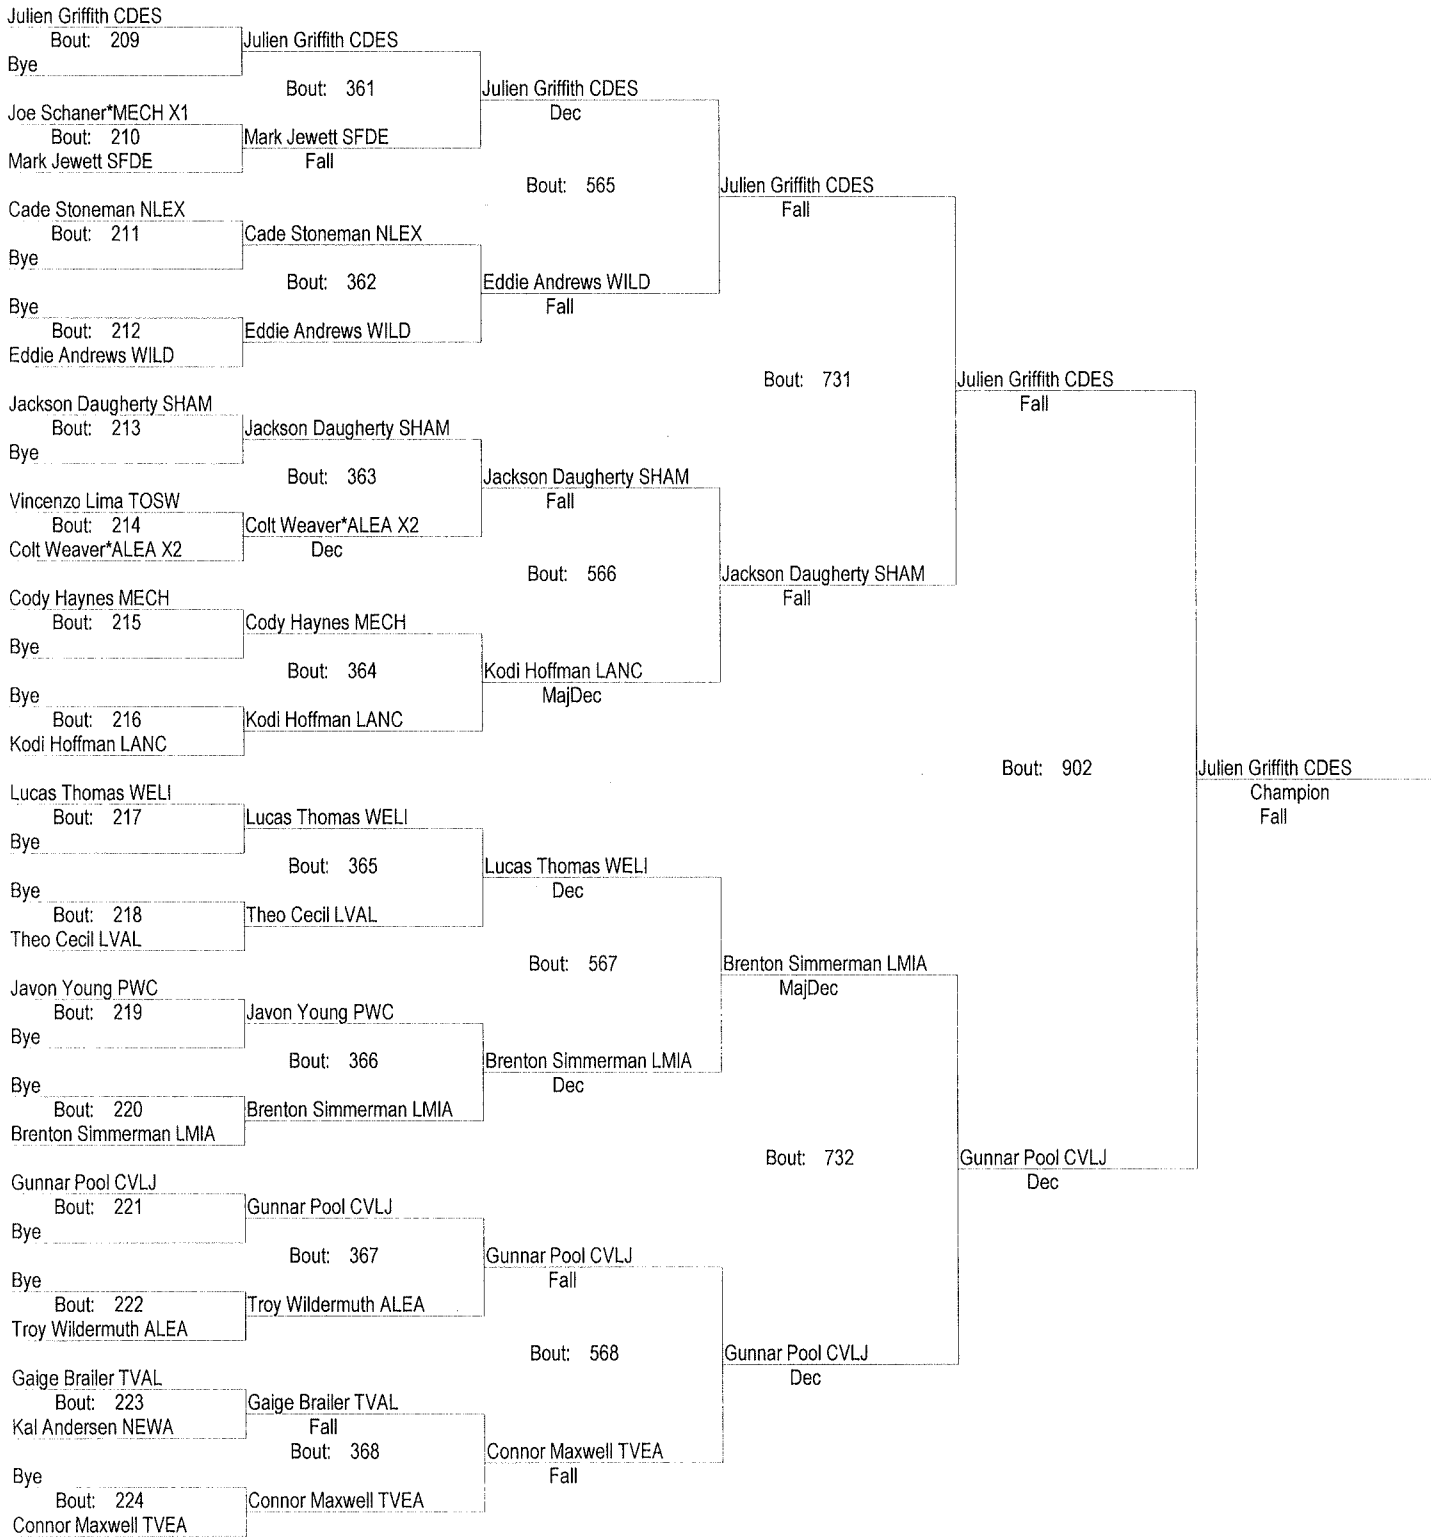 Julien Griffith CDES
Bout: 209
Bye
Julien Griffith CDES
Bout: 361
Joe Schaner*MECH X1
Bout: 210
Mark Jewett SFDE
Mark Jewett SFDE
Fall
Julien Griffith CDES
Dec
Bout: 565
Cade Stoneman NLEX
Bout: 211
Bye
Cade Stoneman NLEX
Bout: 362
Bye
Bout: 212
Eddie Andrews WILD
Eddie Andrews WILD
Eddie Andrews WILD
Fall
Julien Griffith CDES
Fall
Bout: 731
Jackson Daugherty SHAM
Bout: 213
Bye
Jackson Daugherty SHAM
Bout: 363
Vincenzo Lima TOSW
Bout: 214
Colt Weaver*ALEA X2
Colt Weaver*ALEA X2
Dec
Jackson Daugherty SHAM
Fall
Bout: 566
Cody Haynes MECH
Bout: 215
Bye
Cody Haynes MECH
Bout: 364
Bye
Bout: 216
Kodi Hoffman LANC
Kodi Hoffman LANC
Kodi Hoffman LANC
MajDec
Jackson Daugherty SHAM
Fall
Julien Griffith CDES
Fall
Bout: 902
Lucas Thomas WELI
Bout: 217
Bye
Lucas Thomas WELI
Bout: 365
Bye
Bout: 218
Theo Cecil LVAL
Theo Cecil LVAL
Lucas Thomas WELI
Dec
Bout: 567
Javon Young PWC
Bout: 219
Bye
Javon Young PWC
Bout: 366
Bye
Bout: 220
Brenton Simmerman LMIA
Brenton Simmerman LMIA
Brenton Simmerman LMIA
Dec
Brenton Simmerman LMIA
MajDec
Bout: 732
Gunnar Pool CVLJ
Bout: 221
Bye
Gunnar Pool CVLJ
Bout: 367
Bye
Bout: 222
Troy Wildermuth ALEA
Troy Wildermuth ALEA
Gunnar Pool CVLJ
Fall
Bout: 568
Gaige Brailer TVAL
Bout: 223
Kal Andersen NEWA
Gaige Brailer TVAL
Fall
Bout: 368
Bye
Bout: 224
Connor Maxwell TVEA
Connor Maxwell TVEA
Connor Maxwell TVEA
Fall
Gunnar Pool CVLJ
Dec
Gunnar Pool CVLJ
Dec
Julien Griffith CDES
Champion
Fall